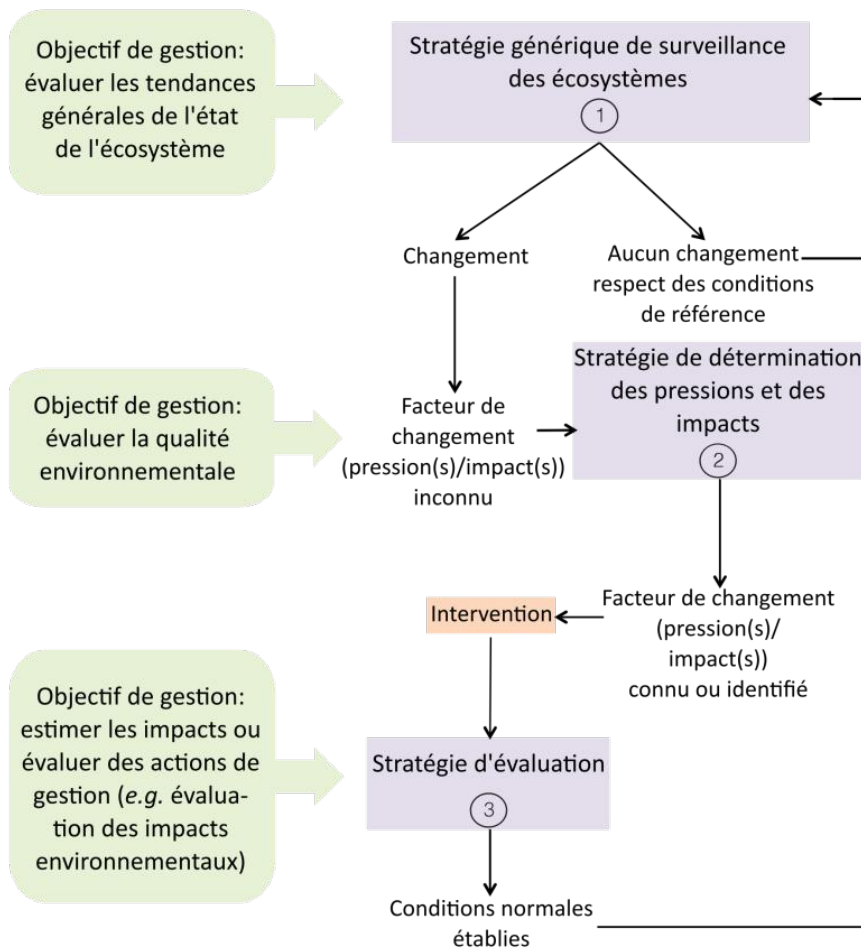 Objectif de gestion:
évaluer les tendances
générales de l'état
de l'écosystème
Stratégie générique de surveillance
des écosystèmes
1
Changement
Aucun changement
respect des conditions
de référence
Objectif de gestion:
évaluer la qualité
environnementale
Facteur de
changement
(pression(s)/impact(s))
inconnu
Stratégie de détermination
des pressions et des
impacts
2
Intervention
Facteur de changement
(pression(s)/
impact(s))
connu ou identifié
Objectif de gestion:
estimer les impacts ou
évaluer des actions de
gestion (e.g. évalua-
tion des impacts
environnementaux)
Stratégie d'évaluation
3
Conditions normales
établies